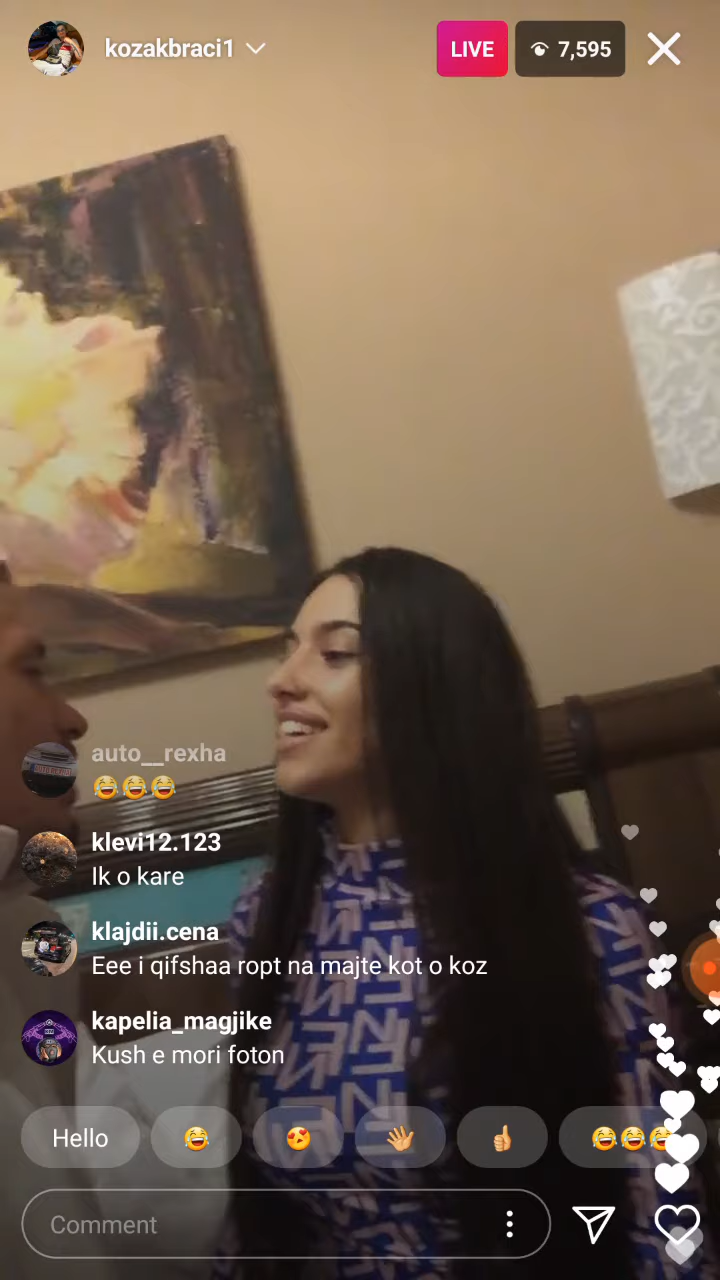 kozakbraci1
LIVE
7,595
auto__rexha
😂😂😂
klevi12.123
Ik o kare
klajdii.cena
Eee i qifshaa ropt na majte kot o koz
kapelia_magjike
Kush e mori foton
Hello
😂 😍 👋🏼 👍🏼 😂😂😂
Comment